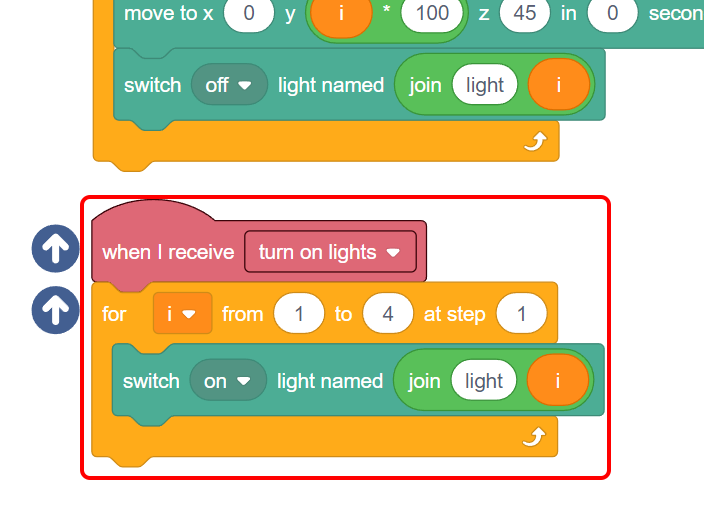 move to x 0 y i * 100 z 45 in 0 secon
switch off light named join light i
when I receive turn on lights
for i from 1 to 4 at step 1
switch on light named join light i